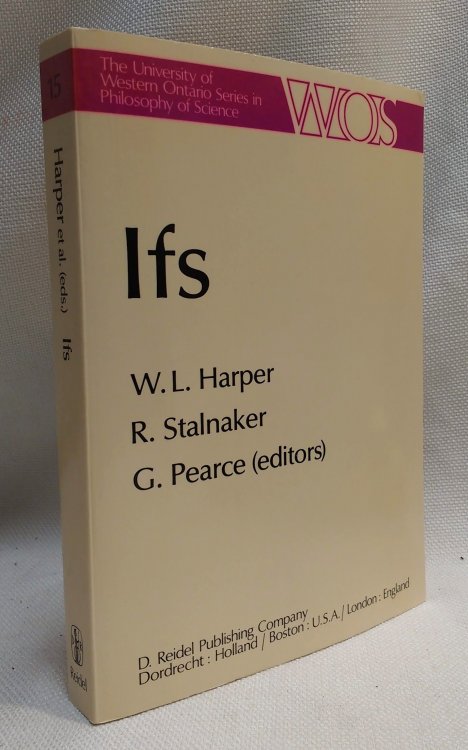 The University of
Western Ontario Series in
Philosophy of Science
WOS
Ifs
W. L. Harper
R. Stalnaker
G. Pearce (editors)
D. Reidel Publishing Company
Dordrecht : Holland / Boston : U.S.A. / London : England
15
Harper et al. (eds.) Ifs
Reidel